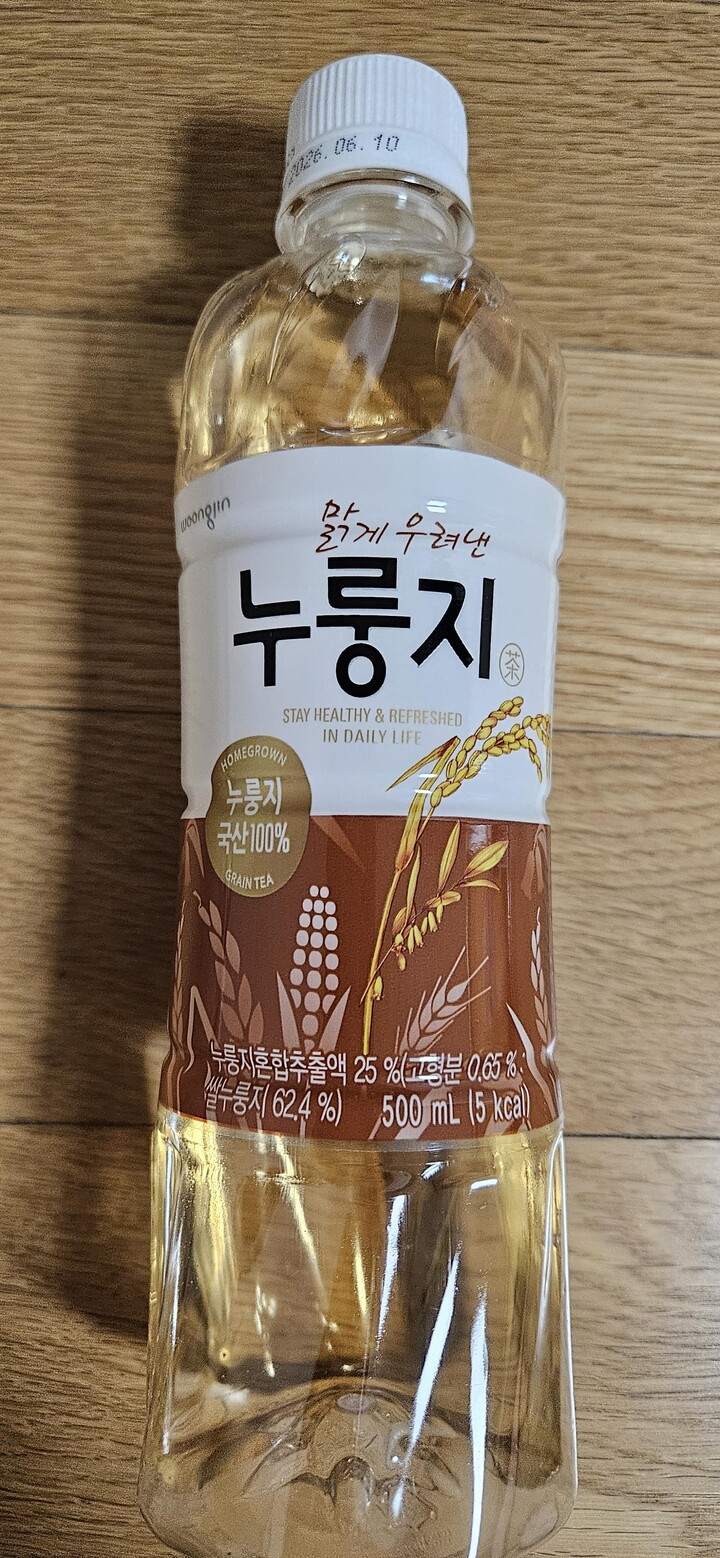 2026.06.10
woongjin
맑게 우려낸
누룽지
茶
STAY HEALTHY & REFRESHED
IN DAILY LIFE
HOMEGROWN
누룽지
국산100%
GRAIN TEA
누룽지혼합추출액 25 %(고형분 0.65 % :
쌀누룽지 62.4 %) 500 mL (5 kcal)